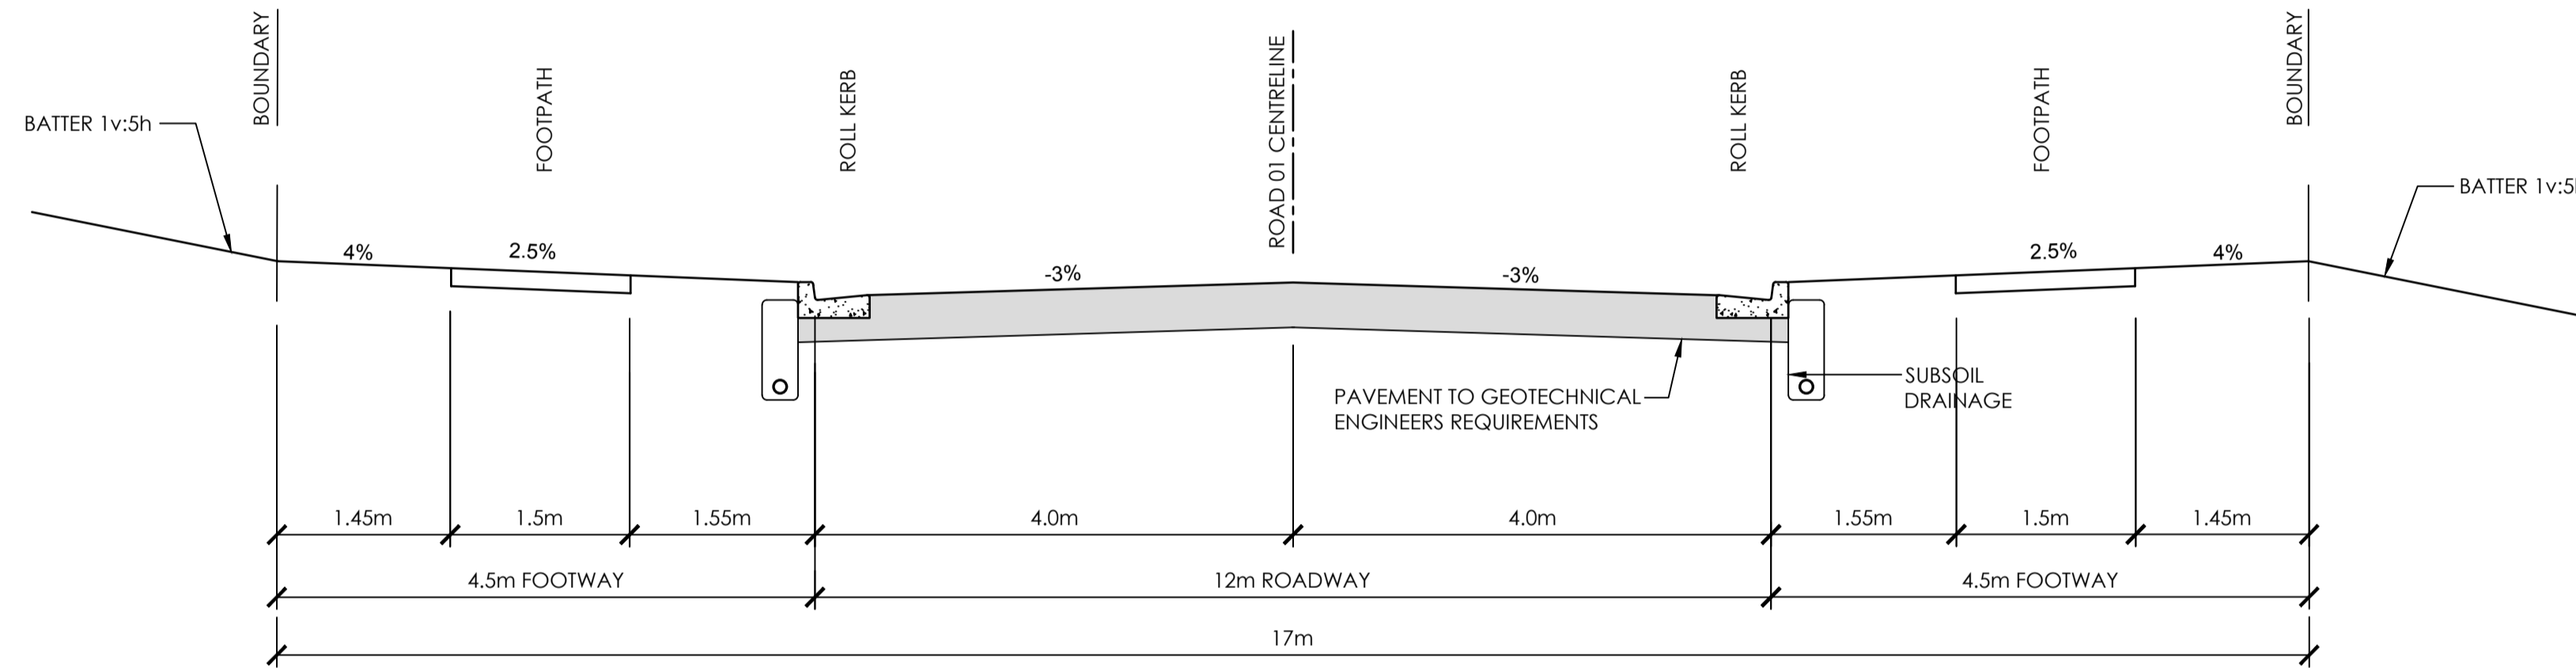 BOUNDARY
FOOTPATH
ROLL KERB
ROAD 01 CENTRELINE
ROLL KERB
FOOTPATH
BOUNDARY
BATTER 1v:5h
BATTER 1v:5
4%
2.5%
-3%
-3%
2.5%
4%
PAVEMENT TO GEOTECHNICAL
ENGINEERS REQUIREMENTS
SUBSOIL
DRAINAGE
1.45m
1.5m
1.55m
4.0m
4.0m
1.55m
1.5m
1.45m
4.5m FOOTWAY
12m ROADWAY
4.5m FOOTWAY
17m